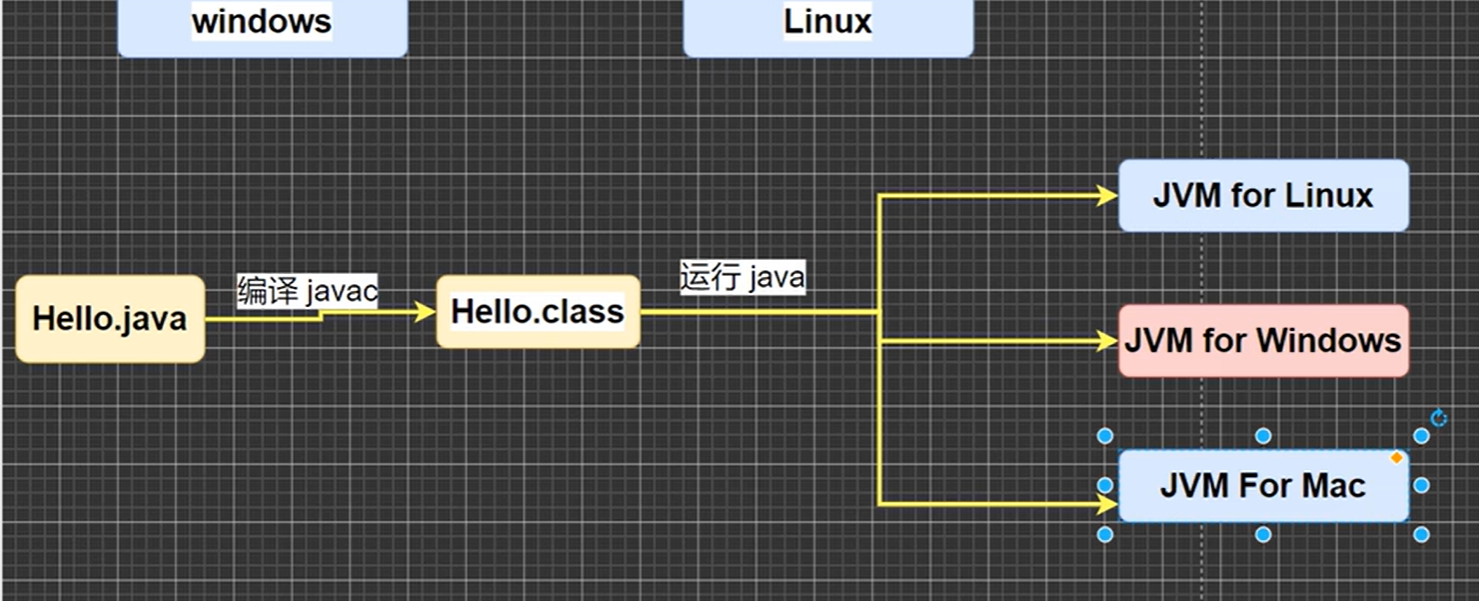 windows
Linux
JVM for Linux
编译 javac
运行 java
Hello.java
Hello.class
JVM for Windows
JVM For Mac